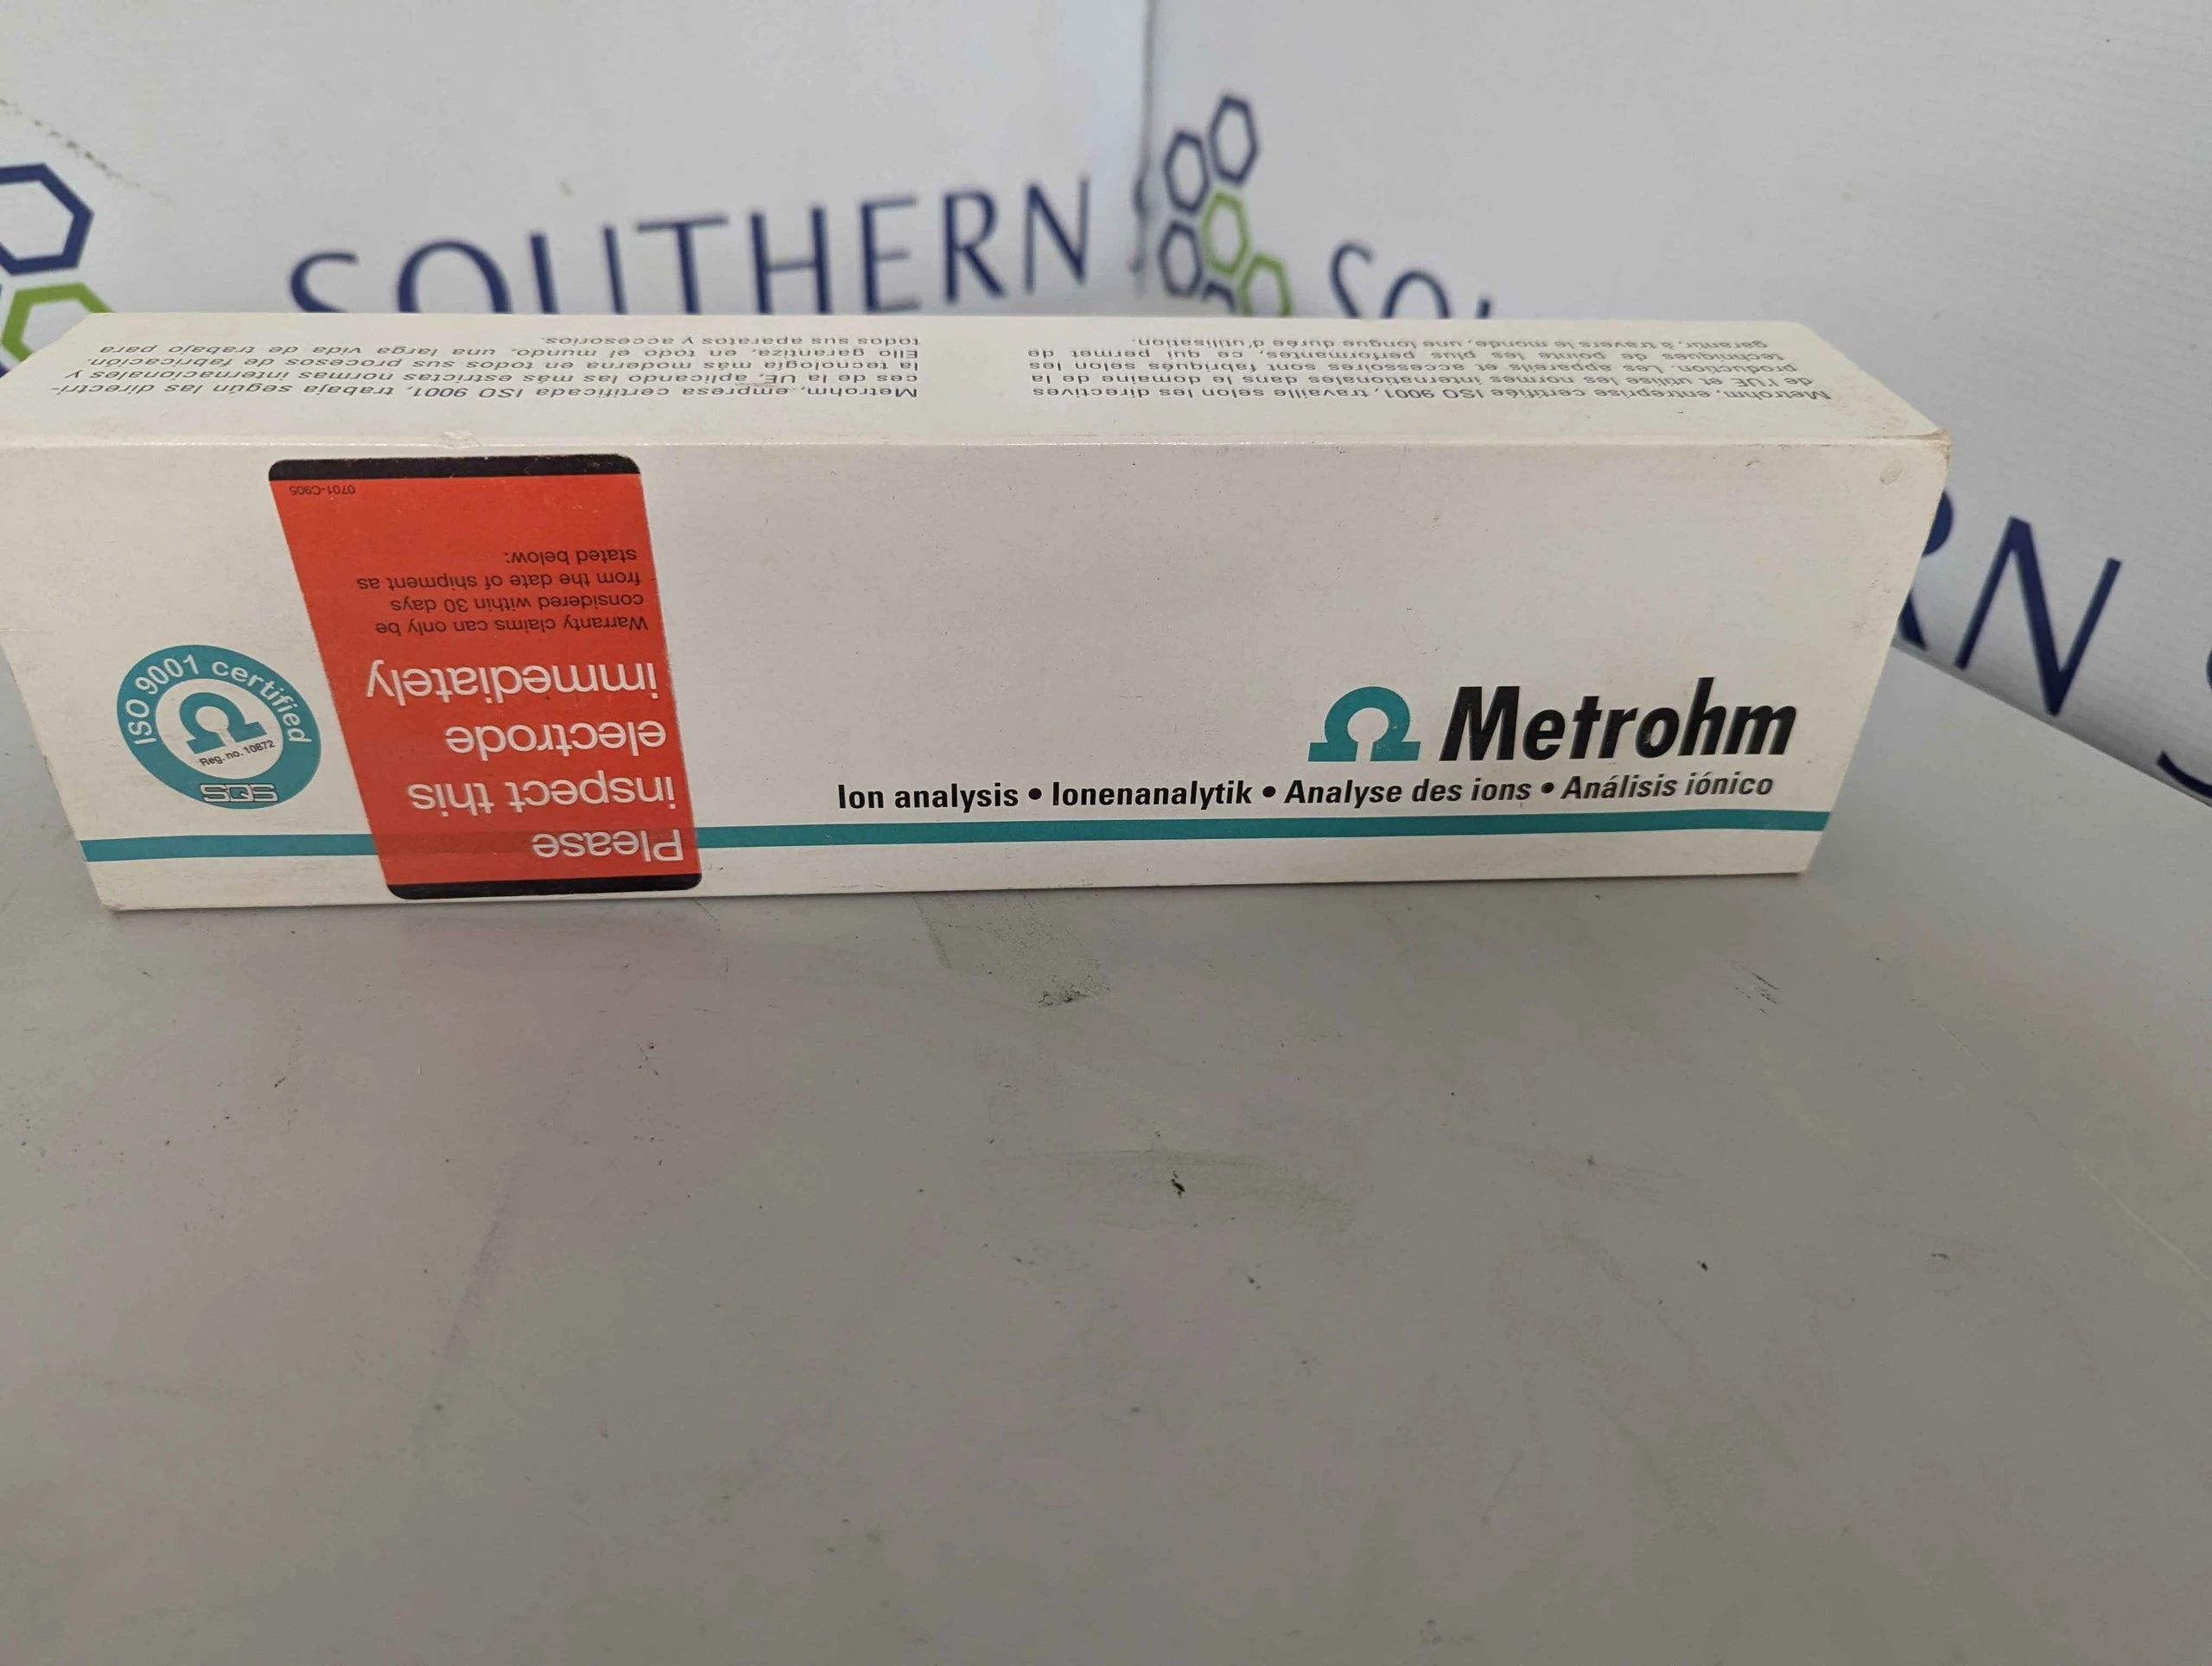 SOUTHERN
SO
RN
S
Metrohm, entreprise certifiée ISO 9001, travaille selon les directives
de l'UE et utilise les normes internationales dans le domaine de la
production. Les appareils et accessoires sont fabriqués selon les
techniques de pointe les plus performantes, ce qui permet de
garantir, à travers le monde, une longue durée d'utilisation.
Metrohm, empresa certificada ISO 9001, trabaja según las directri-
ces de la UE, aplicando las más estrictas normas internacionales y
la tecnología más moderna en todos sus procesos de fabricación.
Ello garantiza, en todo el mundo, una larga vida de trabajo para
todos sus aparatos y accesorios.
Please
inspect this
electrode
immediately
Warranty claims can only be
considered within 30 days
from the date of shipment as
stated below:
0701-C905
ISO 9001 certified
Reg. no. 10872
SQS
Metrohm
Ion analysis • Ionenanalytik • Analyse des ions • Análisis iónico